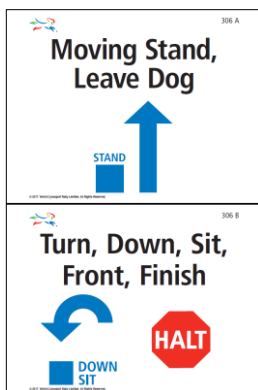 306 A
Moving Stand,
Leave Dog
STAND
306 B
Turn, Down, Sit,
Front, Finish
HALT
DOWN
SIT